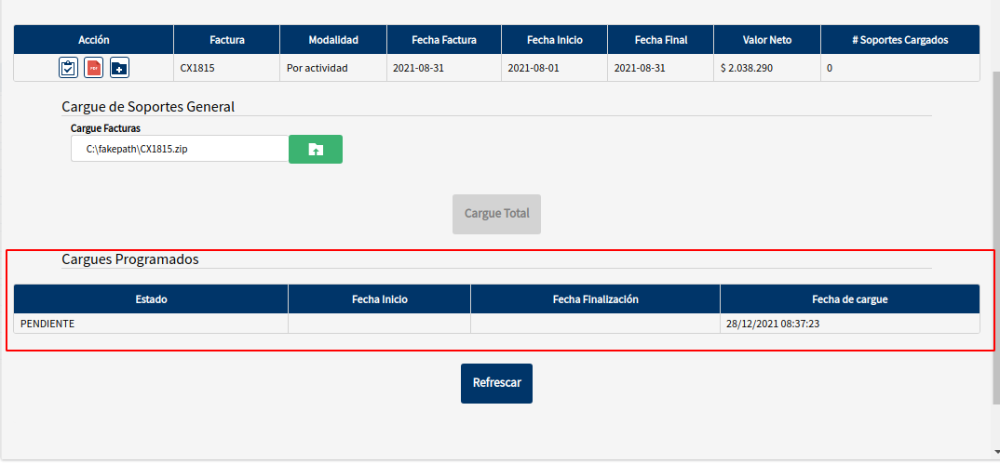 Acción Factura Modalidad Fecha Factura Fecha Inicio Fecha Final Valor Neto # Soportes Cargados
PDF CX1815 Por actividad 2021-08-31 2021-08-01 2021-08-31 $ 2.038.290 0
Cargue de Soportes General
Cargue Facturas
C:\fakepath\CX1815.zip
Cargue Total
Cargues Programados
Estado Fecha Inicio Fecha Finalización Fecha de cargue
PENDIENTE 28/12/2021 08:37:23
Refrescar